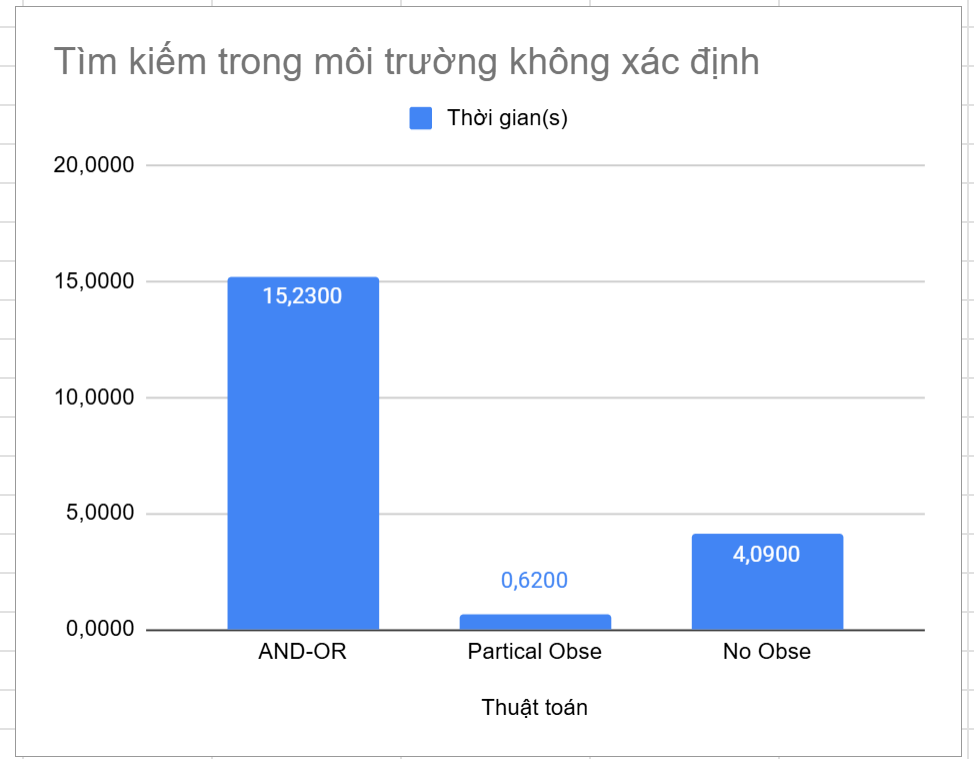 Tìm kiếm trong môi trường không xác định
Thời gian(s)
20,0000
15,0000
10,0000
5,0000
0,0000
15,2300
0,6200
4,0900
AND-OR
Partical Obse
No Obse
Thuật toán